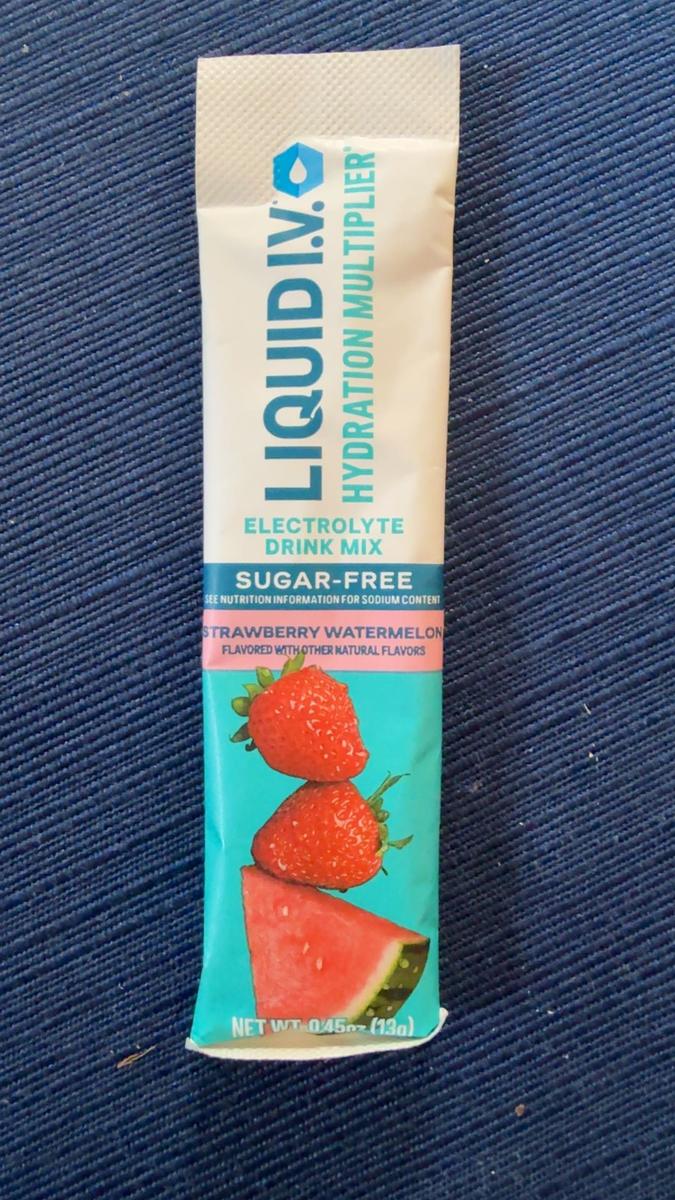 LIQUID I.V.
HYDRATION MULTIPLIER®
ELECTROLYTE
DRINK MIX
SUGAR-FREE
SEE NUTRITION INFORMATION FOR SODIUM CONTENT
STRAWBERRY WATERMELON
FLAVORED WITH OTHER NATURAL FLAVORS
NET WT 0.45oz (13g)